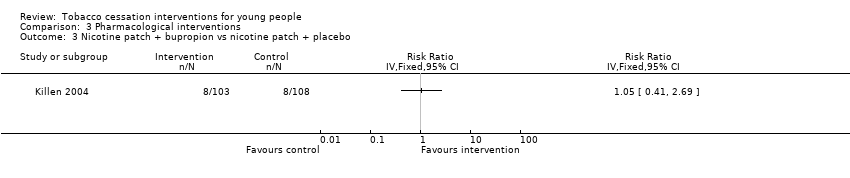 Review: Tobacco cessation interventions for young people
Comparison: 3 Pharmacological interventions
Outcome: 3 Nicotine patch + bupropion vs nicotine patch + placebo
Study or subgroup Intervention Control Risk Ratio Risk Ratio
n/N n/N IV,Fixed,95% CI IV,Fixed,95% CI
Killen 2004 8/103 8/108 1.05 [ 0.41, 2.69 ]
0.01 0.1 1 10 100
Favours control Favours intervention